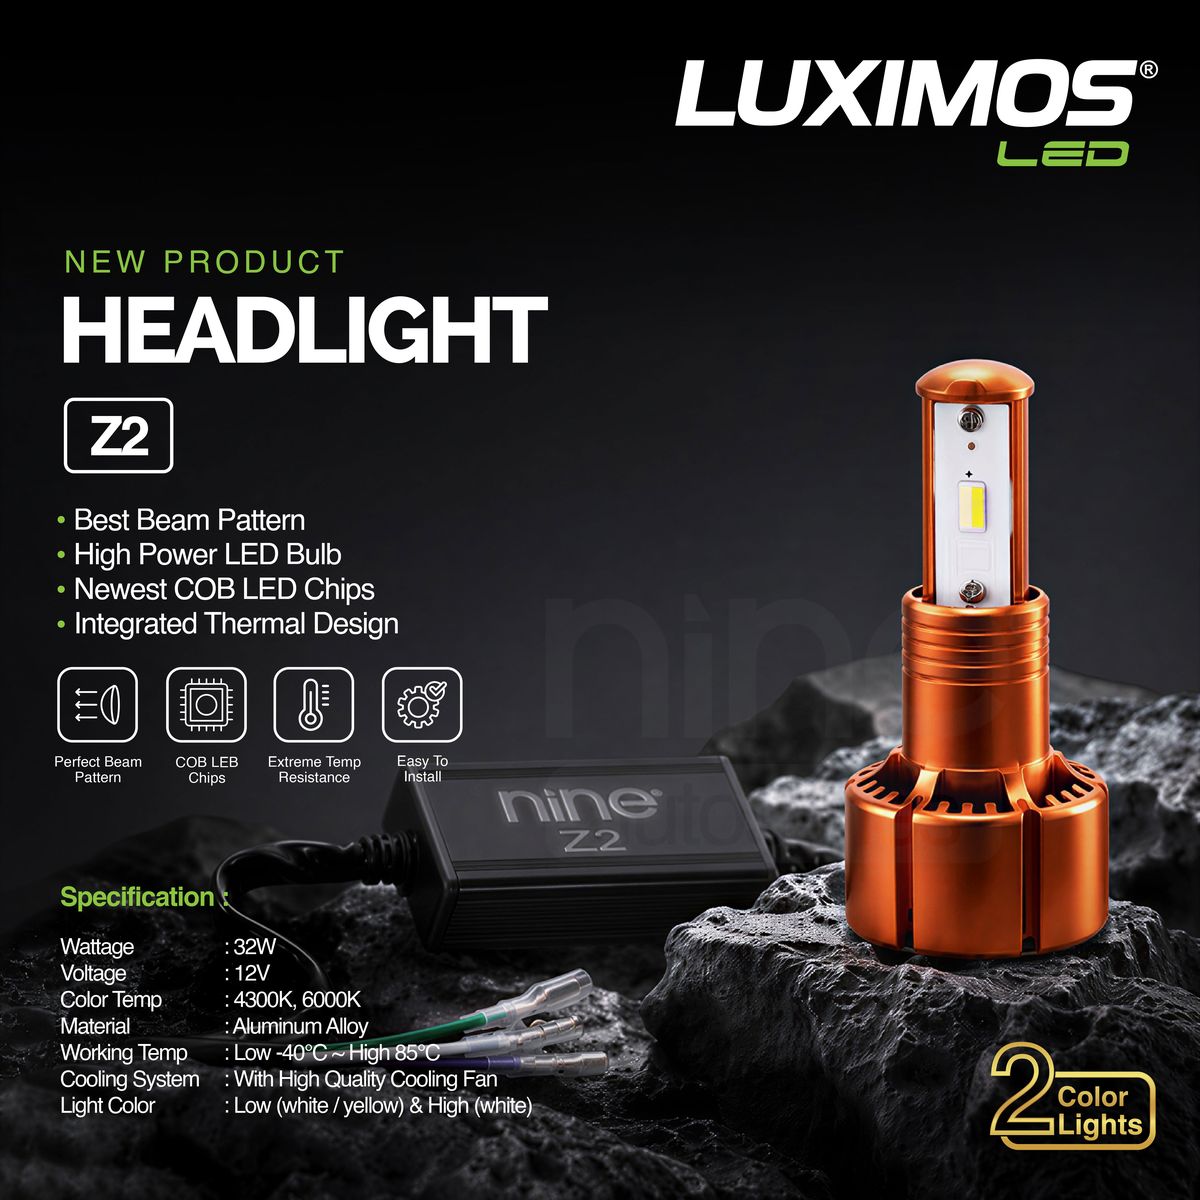 LUXIMOS®
LED
NEW PRODUCT
HEADLIGHT
Z2
• Best Beam Pattern
• High Power LED Bulb
• Newest COB LED Chips
• Integrated Thermal Design
Perfect Beam
Pattern
COB LEB
Chips
Extreme Temp
Resistance
Easy To
Install
nine
Z2
nine
auto
Specification :
Wattage : 32W
Voltage : 12V
Color Temp : 4300K, 6000K
Material : Aluminum Alloy
Working Temp : Low -40°C ~ High 85°C
Cooling System : With High Quality Cooling Fan
Light Color : Low (white / yellow) & High (white)
2 Color
Lights